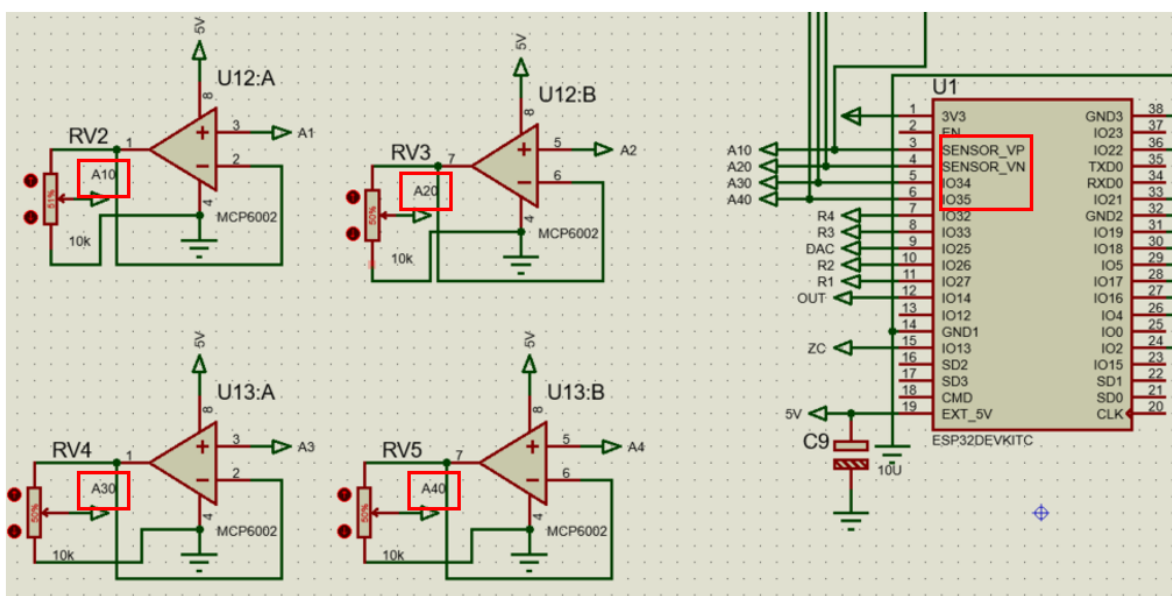 5V
U12:A
8
3
A1
RV2
1
2
A10
51%
4
MCP6002
10k
5V
U12:B
8
5
A2
RV3
7
6
A20
50%
4
MCP6002
10k
5V
U13:A
8
3
A3
RV4
1
2
A30
50%
4
MCP6002
10k
5V
U13:B
8
5
A4
RV5
7
6
A40
50%
4
MCP6002
10k
U1
1 3V3 GND3 38
2 EN IO23 37
A10 3 SENSOR_VP IO22 36
A20 4 SENSOR_VN TXD0 35
A30 5 IO34 RXD0 34
A40 6 IO35 IO21 33
R4 7 IO32 GND2 32
R3 8 IO33 IO19 31
DAC 9 IO25 IO18 30
R2 10 IO26 IO5 29
R1 11 IO27 IO17 28
OUT 12 IO14 IO16 27
13 IO12 IO4 26
14 GND1 IO0 25
ZC 15 IO13 IO2 24
16 SD2 IO15 23
17 SD3 SD1 22
18 CMD SD0 21
5V 19 EXT_5V CLK 20
ESP32DEVKITC
C9
10U